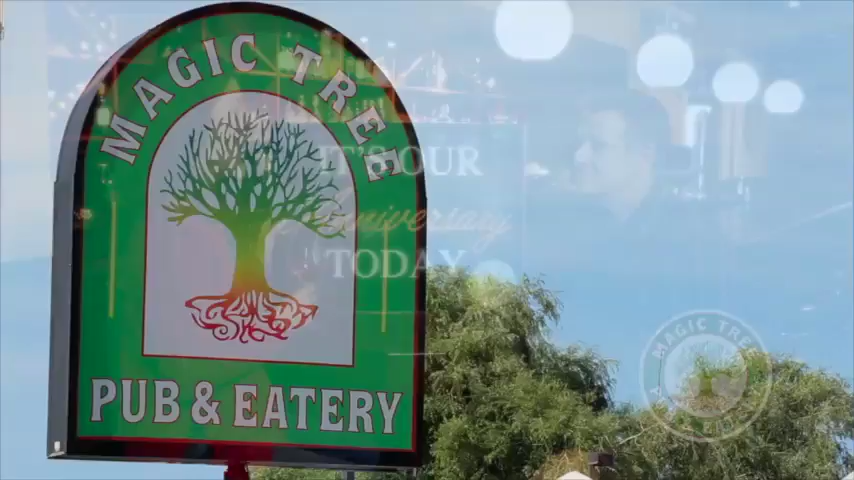 MAGIC TREE
IT'S OUR
Anniversary
TODAY
PUB & EATERY
MAGIC TREE